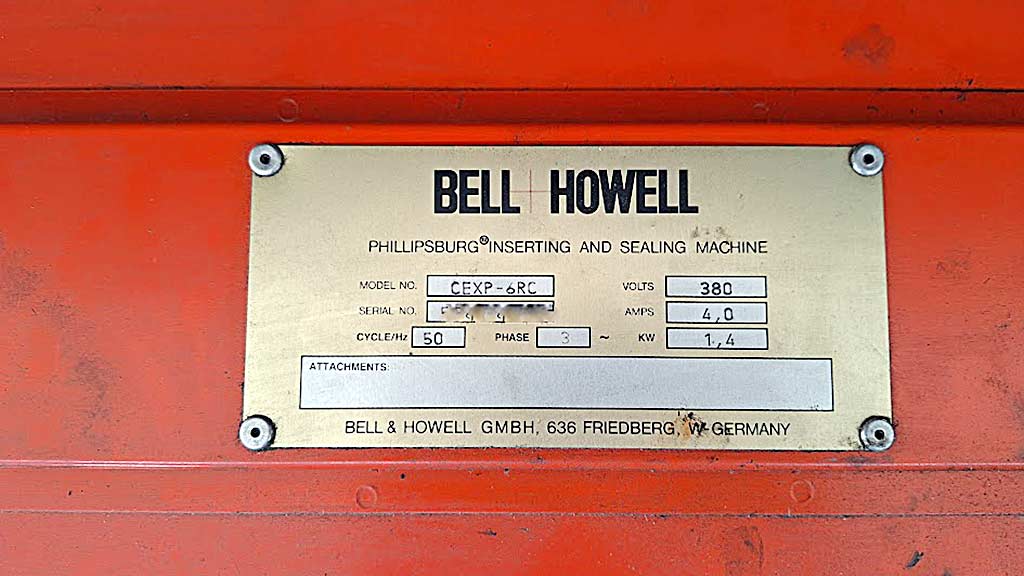 BELL + HOWELL
PHILLIPSBURG® INSERTING AND SEALING MACHINE
MODEL NO. CEXP-6RC VOLTS 380
SERIAL NO. AMPS 4,0
CYCLE/Hz 50 PHASE 3 ~ KW 1,4
ATTACHMENTS:
BELL & HOWELL GMBH, 636 FRIEDBERG, W-GERMANY